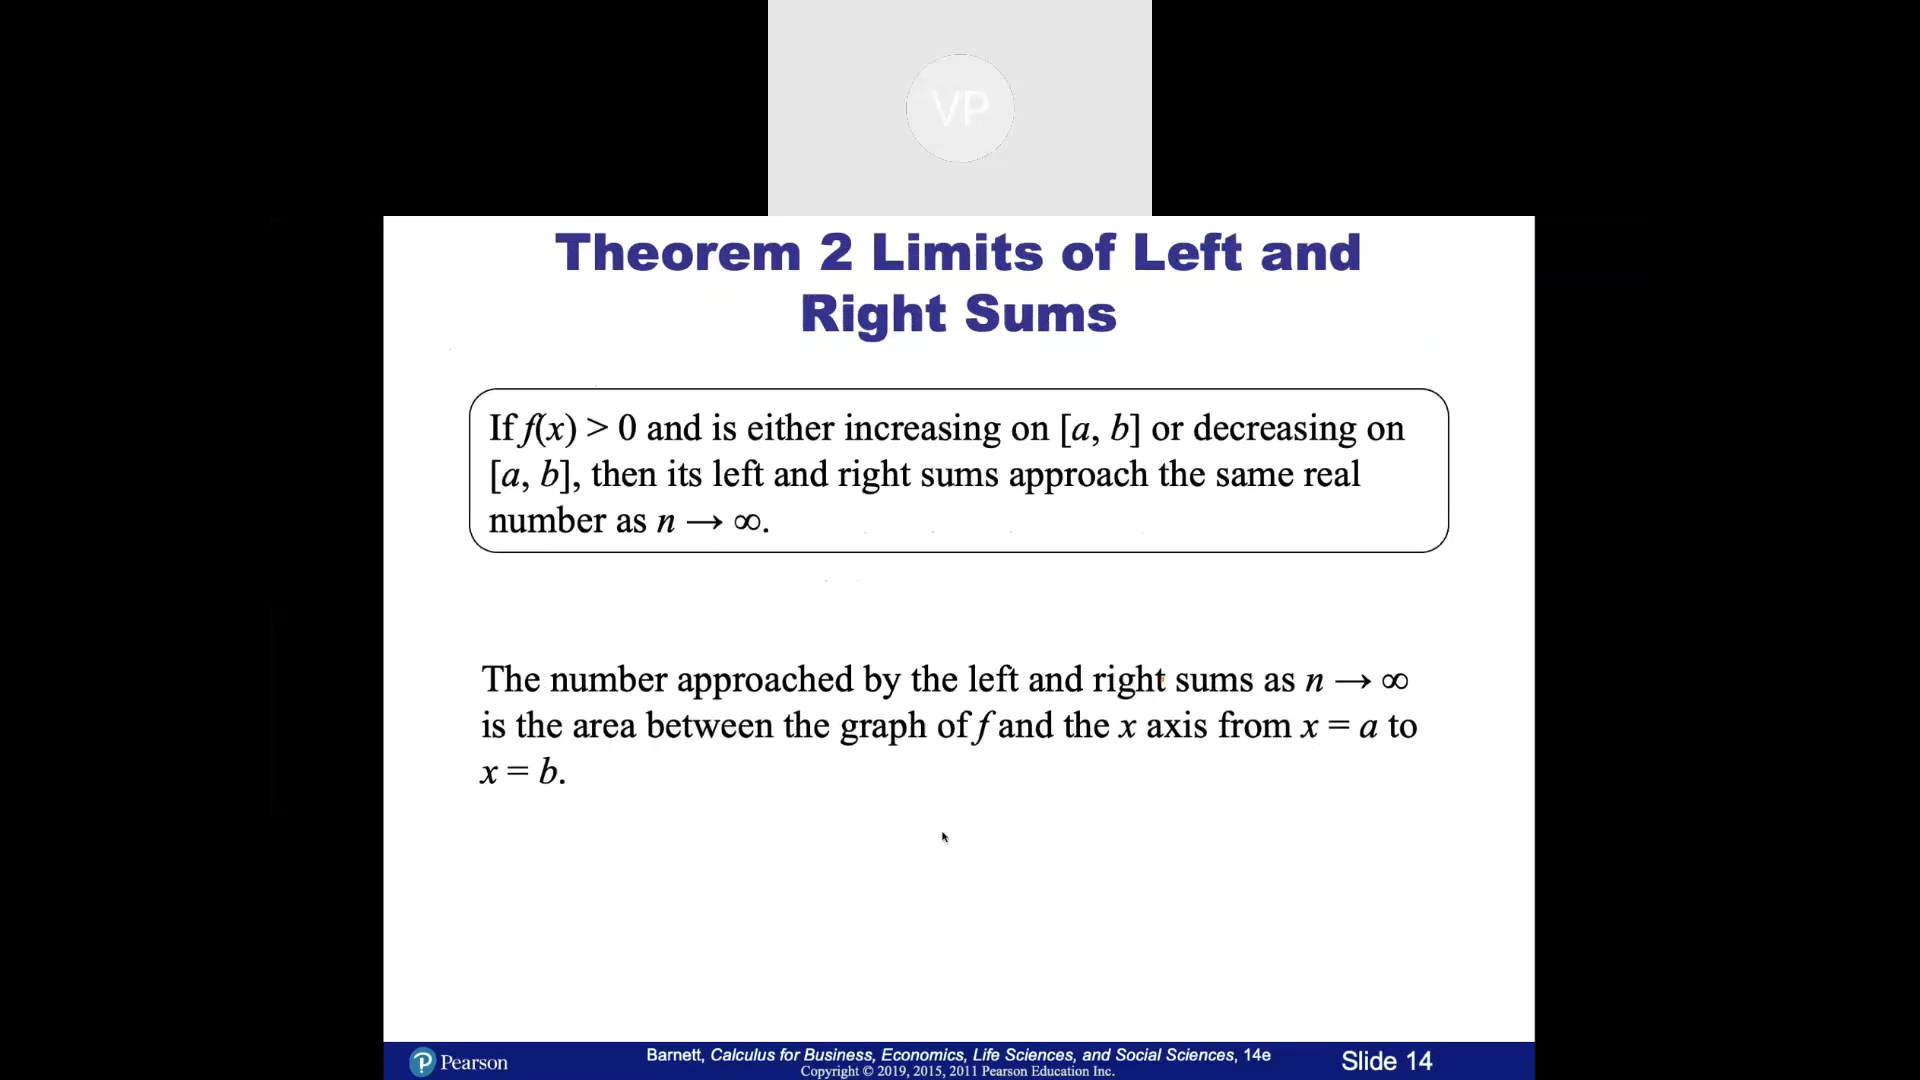 VP
Theorem 2 Limits of Left and
Right Sums
If f(x) > 0 and is either increasing on [a, b] or decreasing on
[a, b], then its left and right sums approach the same real
number as n → ∞.
The number approached by the left and right sums as n → ∞
is the area between the graph of f and the x axis from x = a to
x = b.
Pearson
Barnett, Calculus for Business, Economics, Life Sciences, and Social Sciences, 14e
Copyright © 2019, 2015, 2011 Pearson Education Inc.
Slide 14